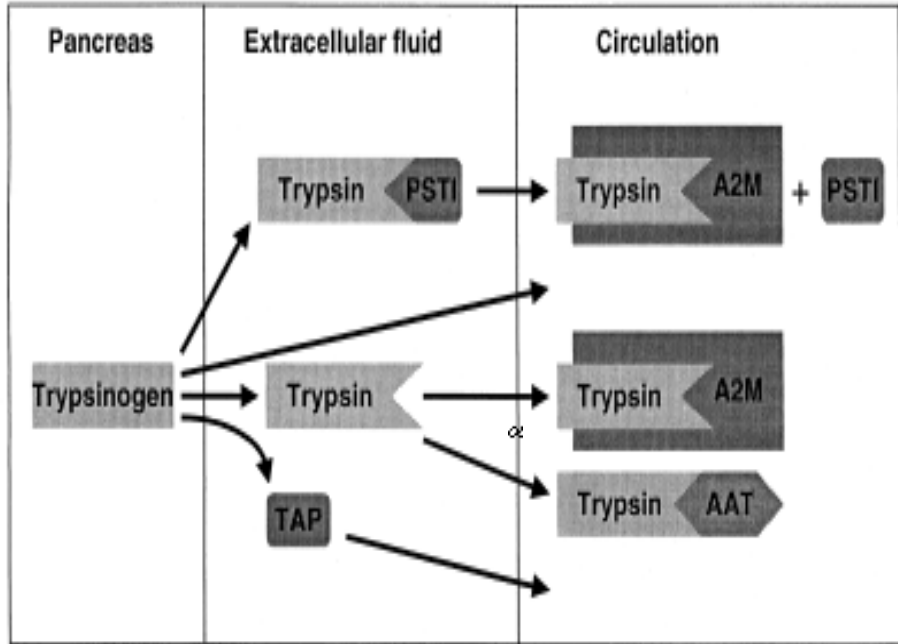 Pancreas
Extracellular fluid
Circulation
Trypsin PSTI
Trypsin A2M + PSTI
Trypsinogen
Trypsin
Trypsin A2M
α
Trypsin AAT
TAP